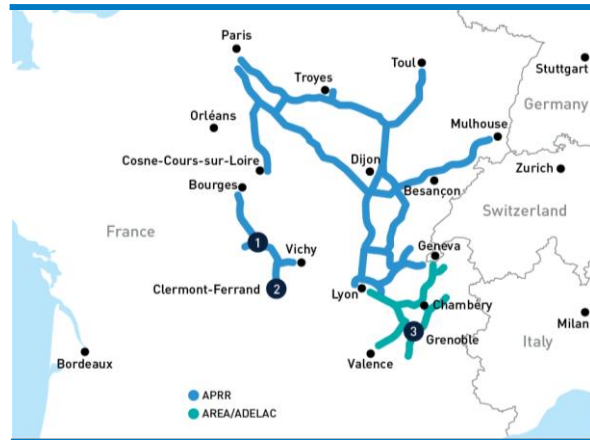 Paris
Troyes
Toul
Stuttgart
Germany
Orléans
Mulhouse
Cosne-Cours-sur-Loire
Dijon
Zurich
Bourges
Besançon
Switzerland
France
1
Vichy
Geneva
Clermont-Ferrand
2
Lyon
Chambéry
Milan
3
Grenoble
Italy
Bordeaux
Valence
APRR
AREA/ADELAC